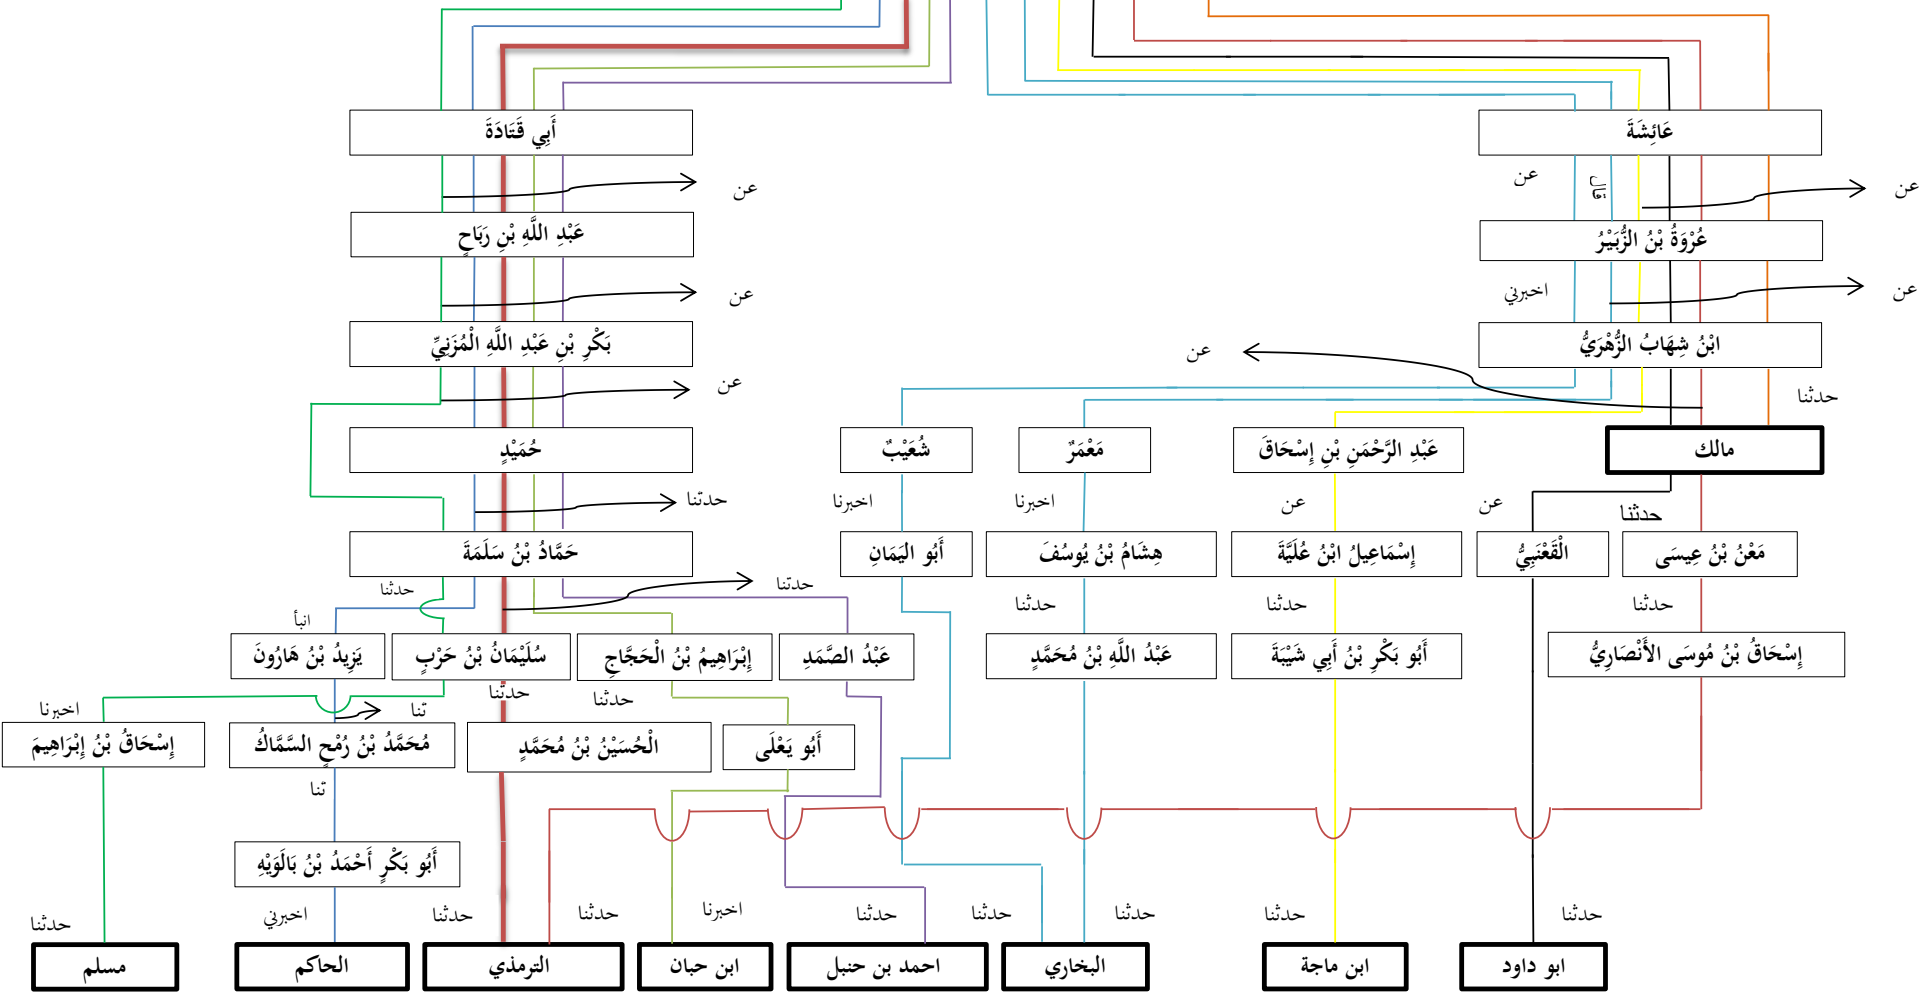 أَبِي قَتَادَةَ
عَائِشَةَ
عن
عن
قال
عن
عَبْدِ اللَّهِ بْنِ رَبَاحٍ
عُرْوَةُ بْنُ الزُّبَيْرُ
عن
اخبرني
عن
بَكْرِ بْنِ عَبْدِ اللَّهِ الْمُزَنِيِّ
ابْنُ شِهَابُ الزُّهْرَيُّ
عن
عن
حدثنا
حُمَيْدٍ
شُعَيْبٌ
مَعْمَرٌ
عَبْدِ الرَّحْمَنِ بْنِ إِسْحَاقَ
مالك
حدثنا
اخبرنا
اخبرنا
عن
عن
حدثنا
حَمَّادُ بْنُ سَلَمَةَ
أَبُو اليَمَانِ
هِشَامُ بْنُ يُوسُفَ
إِسْمَاعِيلُ ابْنُ عُلَيَّةَ
الْقَعْنَبِيُّ
مَعْنُ بْنُ عِيسَى
حدثنا
حدثنا
انبأ
حدثنا
حدثنا
حدثنا
يَزِيدُ بْنُ هَارُونَ
سُلَيْمَانُ بْنُ حَرْبٍ
إِبْرَاهِيمُ بْنُ الْحَجَّاجِ
عَبْدُ الصَّمَدِ
عَبْدُ اللَّهِ بْنُ مُحَمَّدٍ
أَبُو بَكْرِ بْنُ أَبِي شَيْبَةَ
إِسْحَاقُ بْنُ مُوسَى الأَنْصَارِيُّ
اخبرنا
ثنا
حدثنا
حدثنا
إِسْحَاقُ بْنُ إِبْرَاهِيمَ
مُحَمَّدُ بْنُ رُمْحٍ السَّمَّاكُ
الْحُسَيْنُ بْنُ مُحَمَّدٍ
أَبُو يَعْلَى
ثنا
أَبُو بَكْرٍ أَحْمَدُ بْنُ بَالَوَيْهِ
حدثنا
اخبرني
حدثنا
حدثنا
اخبرنا
حدثنا
حدثنا
حدثنا
حدثنا
حدثنا
مسلم
الحاكم
الترمذي
ابن حبان
احمد بن حنبل
البخاري
ابن ماجة
ابو داود